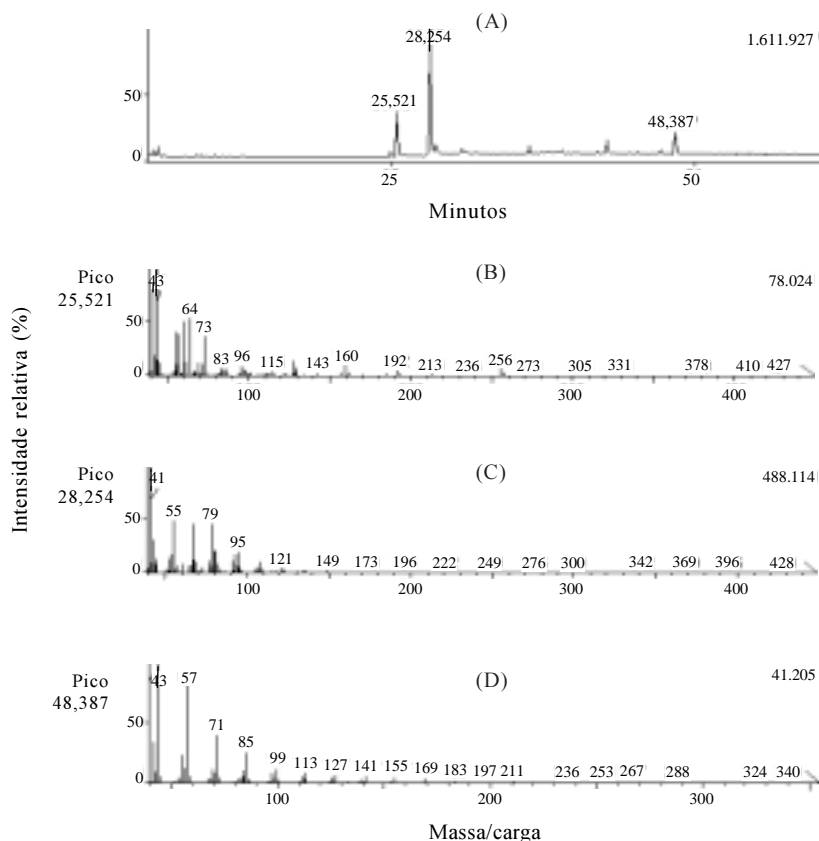 (A)
28,254
1.611.927
50
25,521
48,387
0
25
50
Minutos
Intensidade relativa (%)
Pico
25,521
(B)
78.024
43
50
64
73
83 96 115 143 160 192 213 236 256 273 305 331 378 410 427
0
100 200 300 400
Pico
28,254
(C)
488.114
41
50
55 79
95
121 149 173 196 222 249 276 300 342 369 396 428
0
100 200 300 400
Pico
48,387
(D)
41.205
43 57
50
71
85
99 113 127 141 155 169 183 197 211 236 253 267 288 324 340
0
100 200 300
Massa/carga